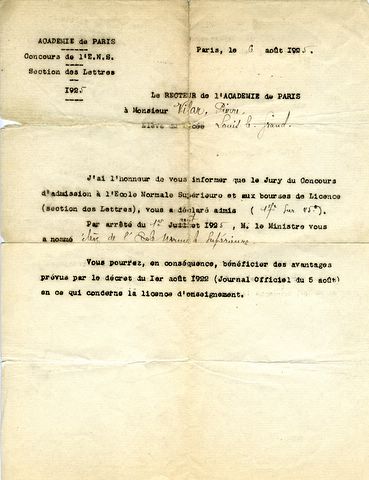 ACADEMIE de PARIS
Concours de l'E.N.S.
Section des Lettres
1925
Paris, le 6 août 1925.
Le RECTEUR de l'ACADEMIE de PARIS
à Monsieur Vilar, Pierre
Elève au Lycée Louis le Grand
J'ai l'honneur de vous informer que le Jury du Concours
d'admission à l'Ecole Normale Supérieure et aux bourses de Licence
(section des Lettres), vous a déclaré admis ( sur ).
Par arrêté du 1er 1925, M. le Ministre vous
a nommé élève de l'Ecole Normale Supérieure
Vous pourrez, en conséquence, bénéficier des avantages
prévus par le décret du 1er août 1922 (Journal Officiel du 5 août)
en ce qui concerne la licence d'enseignement.